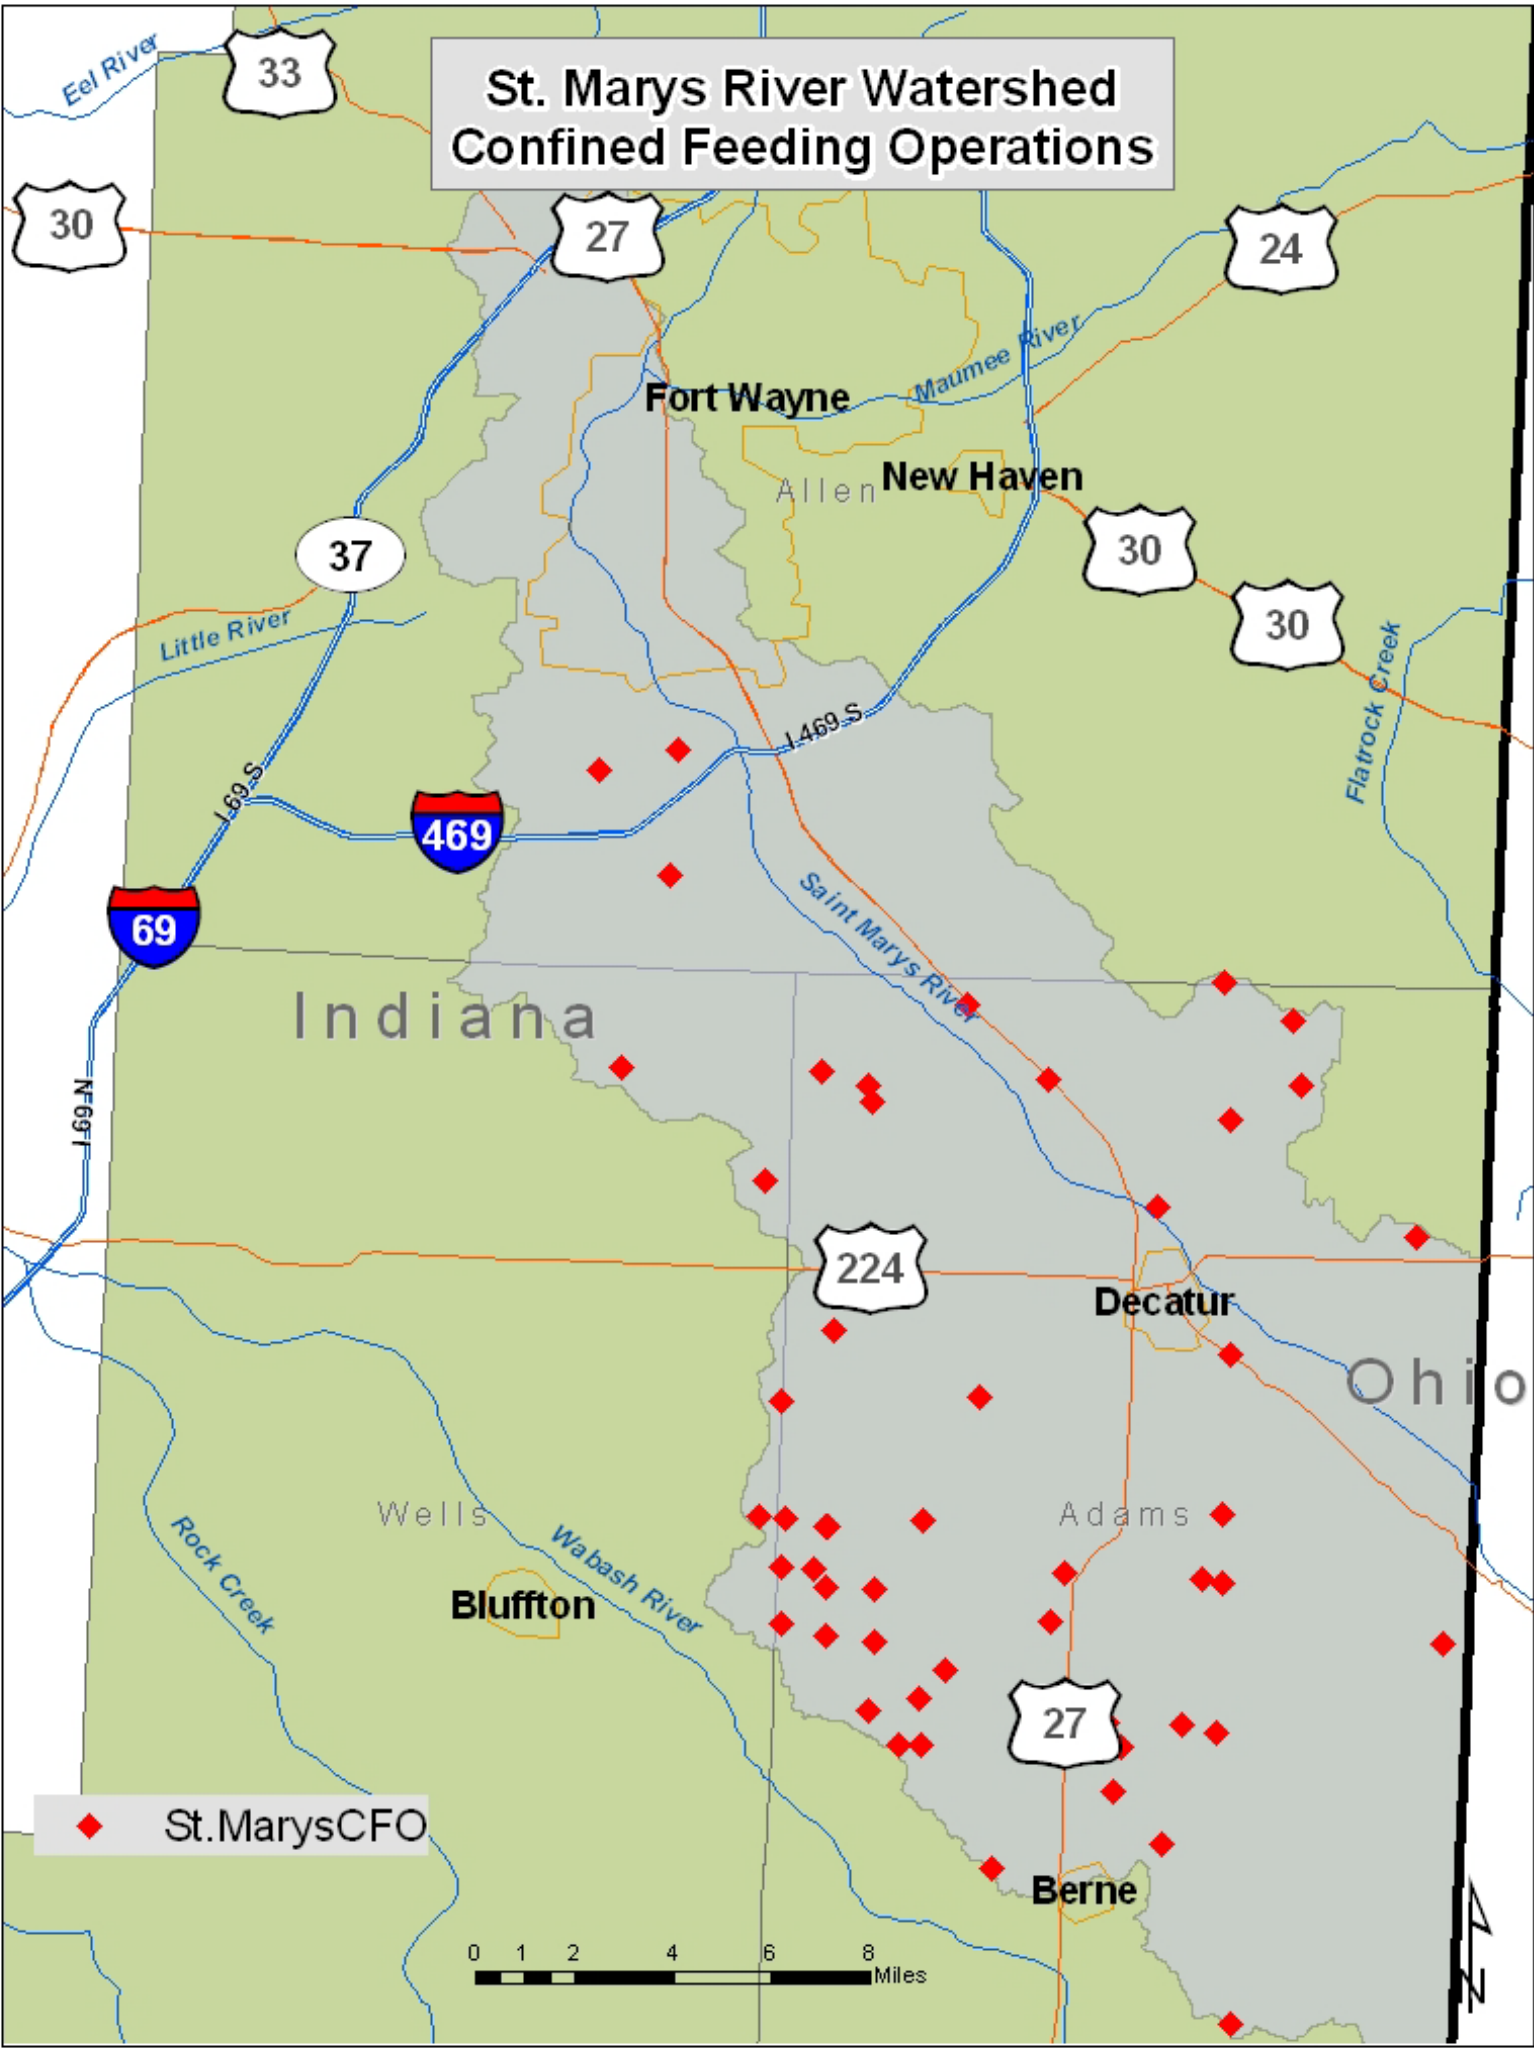 Eel River
33
St. Marys River Watershed
Confined Feeding Operations
30
27
24
Maumee River
Fort Wayne
New Haven
Allen
30
37
30
Little River
Flatrock Creek
I 469 S
I 69 S
469
69
Saint Marys River
Indiana
I 69 N
224
Decatur
Ohio
Wells
Adams
Rock Creek
Wabash River
Bluffton
27
St.MarysCFO
Berne
0 1 2 4 6 8
Miles
N